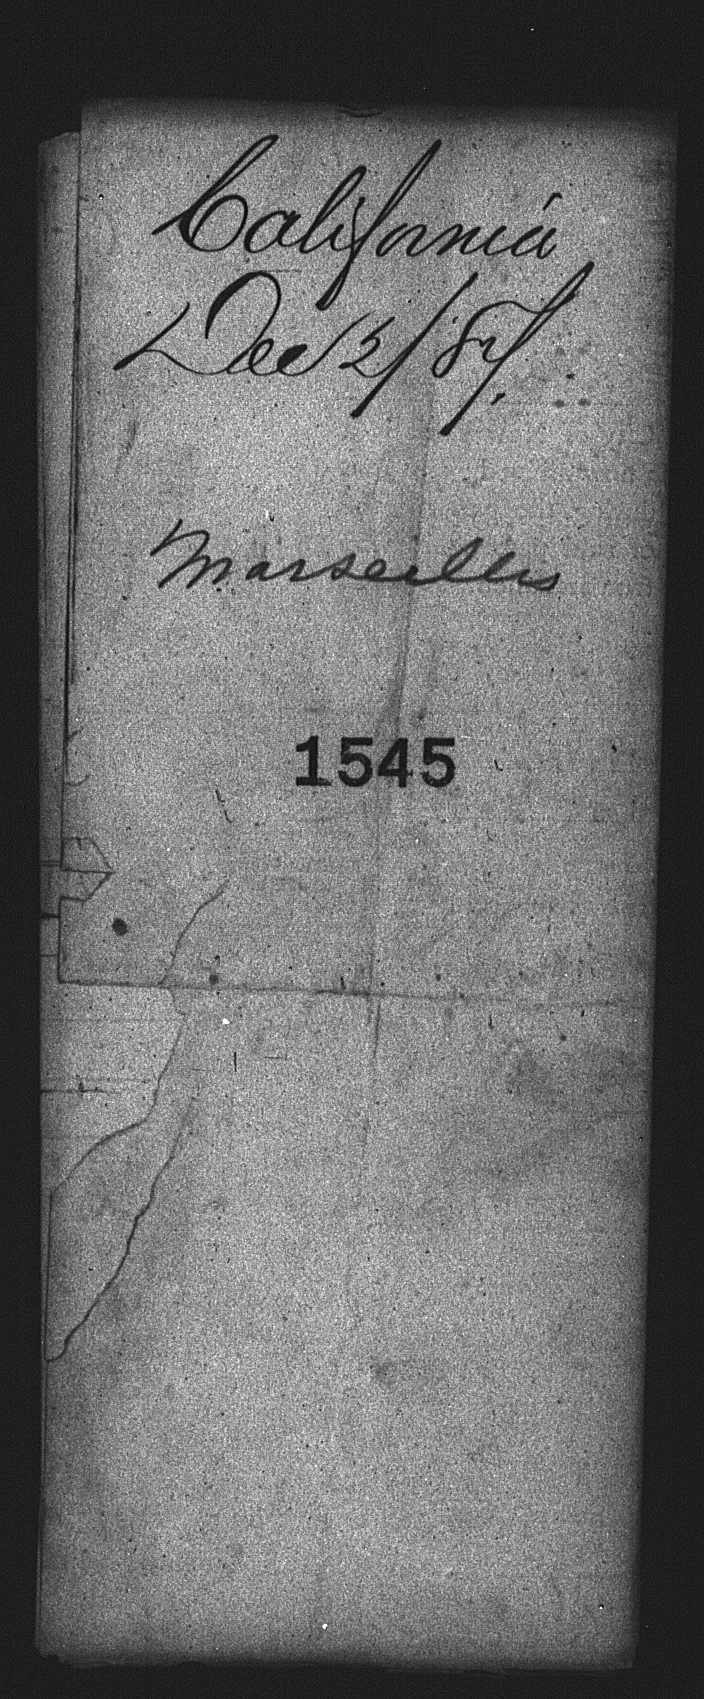 California
Dec 2/87.
Marseilles
1545